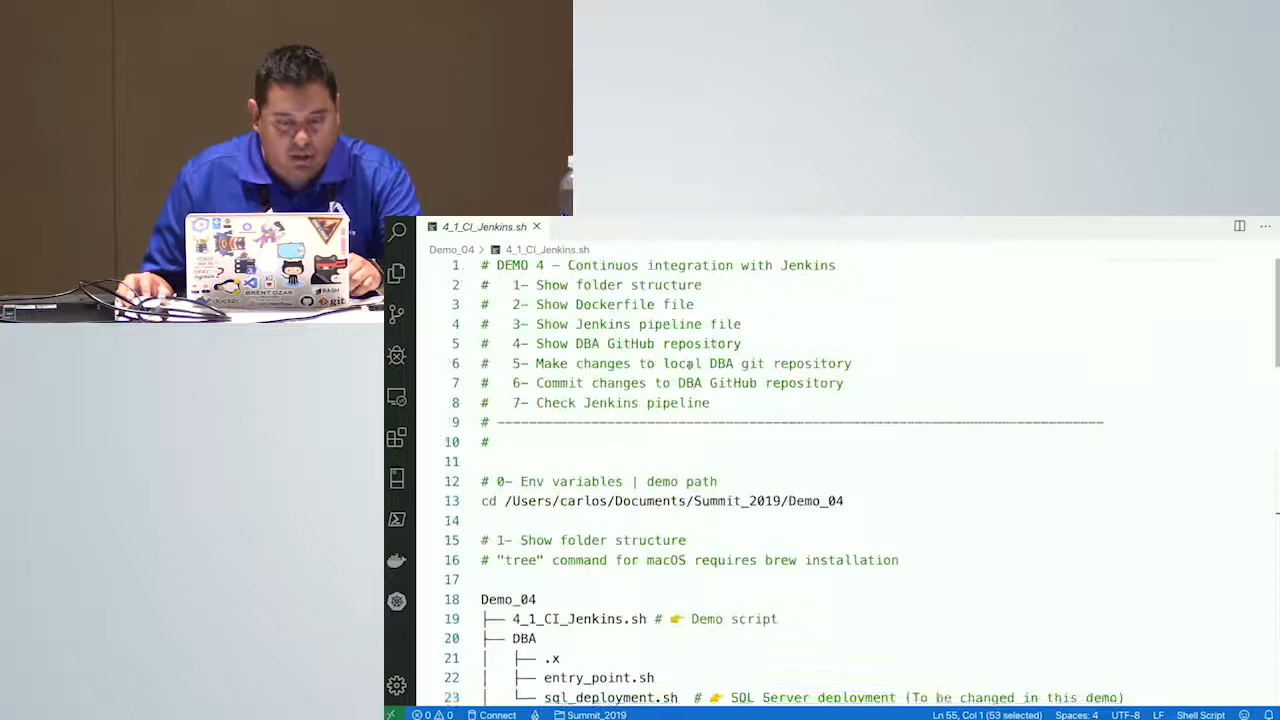 4_1_CI_Jenkins.sh
Demo_04 > 4_1_CI_Jenkins.sh
1 # DEMO 4 – Continuos integration with Jenkins
2 # 1– Show folder structure
3 # 2– Show Dockerfile file
4 # 3– Show Jenkins pipeline file
5 # 4– Show DBA GitHub repository
6 # 5– Make changes to local DBA git repository
7 # 6– Commit changes to DBA GitHub repository
8 # 7– Check Jenkins pipeline
9 # ------------------------------------------------------------------------------
10 #
11
12 # 0– Env variables | demo path
13 cd /Users/carlos/Documents/Summit_2019/Demo_04
14
15 # 1– Show folder structure
16 # "tree" command for macOS requires brew installation
17
18 Demo_04
19 ├── 4_1_CI_Jenkins.sh # 👉 Demo script
20 ├── DBA
21 │   ├── .x
22 │   ├── entry_point.sh
23 │   └── sql_deployment.sh # 👉 SQL Server deployment (To be changed in this demo)
0 0 Connect Summit_2019 Ln 55, Col 1 (53 selected) Spaces: 4 UTF-8 LF Shell Script
docker
BRENT OZAR
BASH
git